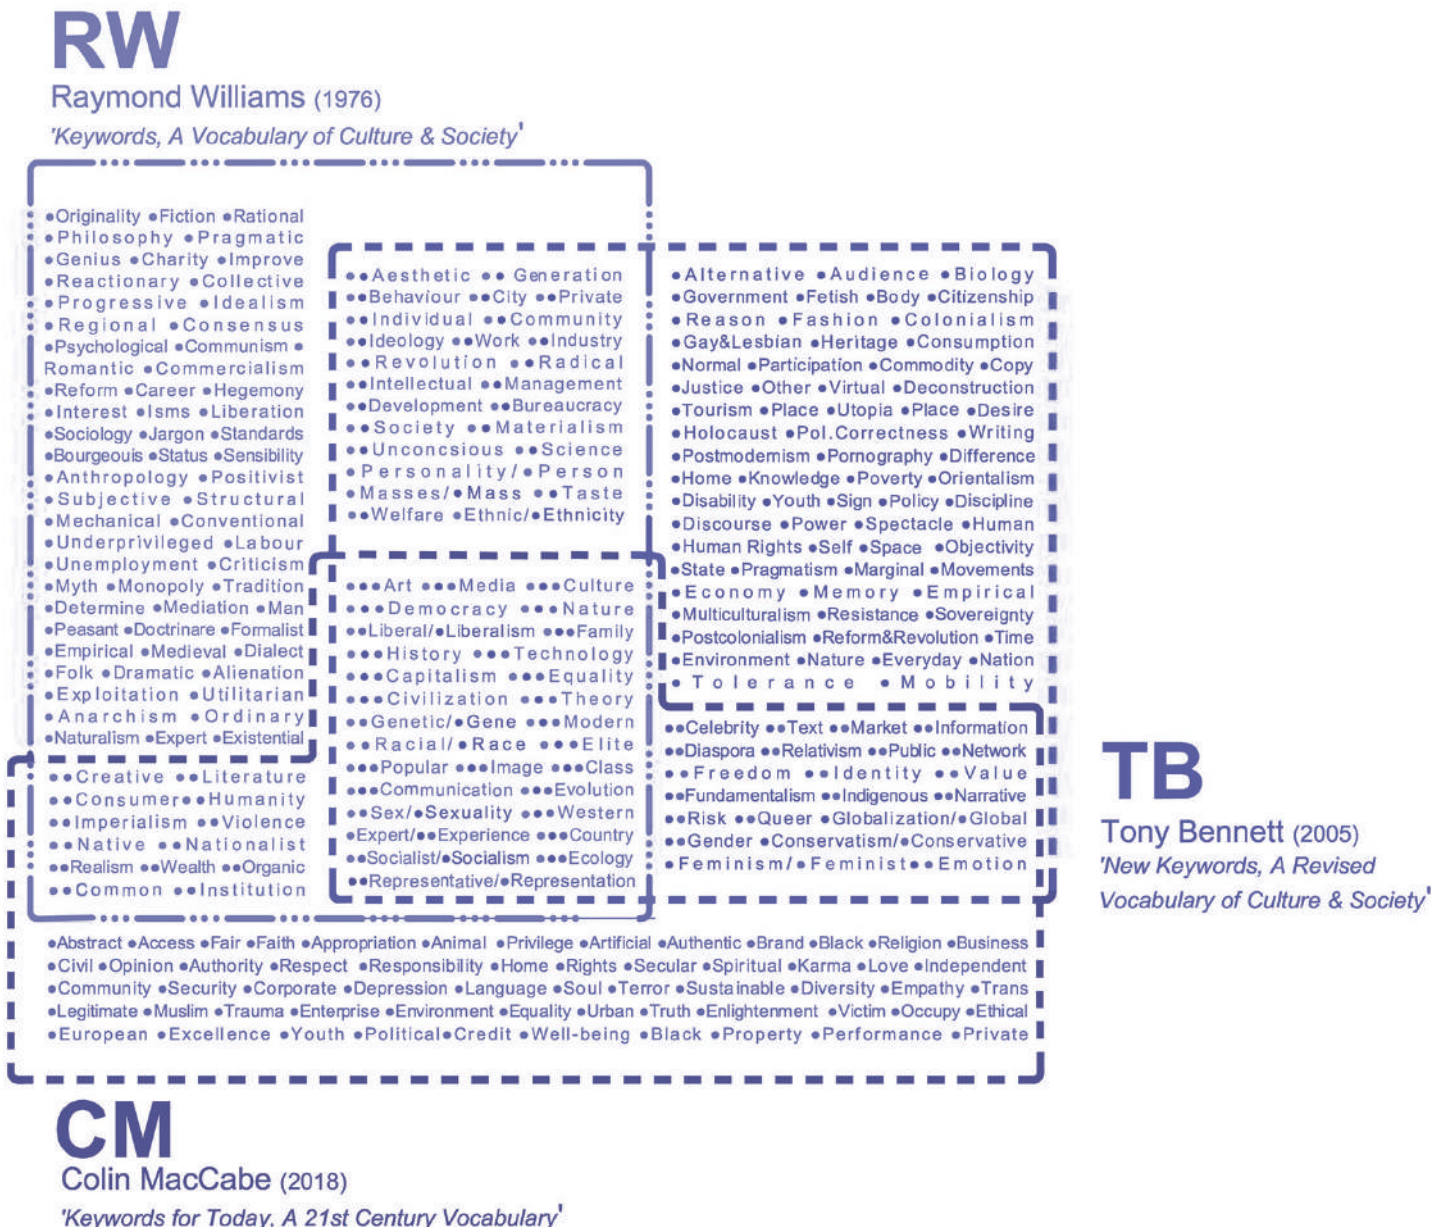 RW
Raymond Williams (1976)
'Keywords, A Vocabulary of Culture & Society'
•Originality •Fiction •Rational
•Philosophy •Pragmatic
•Genius •Charity •Improve
•Reactionary •Collective
•Progressive •Idealism
•Regional •Consensus
•Psychological •Communism •
Romantic •Commercialism
•Reform •Career •Hegemony
•Interest •Isms •Liberation
•Sociology •Jargon •Standards
•Bourgeouis •Status •Sensibility
•Anthropology •Positivist
•Subjective •Structural
•Mechanical •Conventional
•Underprivileged •Labour
•Unemployment •Criticism
•Myth •Monopoly •Tradition
•Determine •Mediation •Man
•Peasant •Doctrinare •Formalist
•Empirical •Medieval •Dialect
•Folk •Dramatic •Alienation
•Exploitation •Utilitarian
•Anarchism •Ordinary
•Naturalism •Expert •Existential
••Creative ••Literature
••Consumer••Humanity
••Imperialism ••Violence
••Native ••Nationalist
••Realism ••Wealth ••Organic
••Common ••Institution
••Aesthetic •• Generation
••Behaviour ••City ••Private
••Individual ••Community
••Ideology ••Work ••Industry
••Revolution ••Radical
••Intellectual ••Management
••Development ••Bureaucracy
••Society ••Materialism
••Unconcsious ••Science
•Personality/•Person
•Masses/•Mass ••Taste
••Welfare •Ethnic/•Ethnicity
•••Art •••Media •••Culture
•••Democracy •••Nature
••Liberal/•Liberalism •••Family
•••History •••Technology
•••Capitalism •••Equality
•••Civilization •••Theory
••Genetic/•Gene •••Modern
••Racial/•Race •••Elite
•••Popular •••Image •••Class
•••Communication •••Evolution
••Sex/•Sexuality •••Western
•Expert/••Experience •••Country
••Socialist/•Socialism •••Ecology
••Representative/•Representation
•Alternative •Audience •Biology
•Government •Fetish •Body •Citizenship
•Reason •Fashion •Colonialism
•Gay&Lesbian •Heritage •Consumption
•Normal •Participation •Commodity •Copy
•Justice •Other •Virtual •Deconstruction
•Tourism •Place •Utopia •Place •Desire
•Holocaust •Pol.Correctness •Writing
•Postmodernism •Pornography •Difference
•Home •Knowledge •Poverty •Orientalism
•Disability •Youth •Sign •Policy •Discipline
•Discourse •Power •Spectacle •Human
•Human Rights •Self •Space •Objectivity
•State •Pragmatism •Marginal •Movements
•Economy •Memory •Empirical
•Multiculturalism •Resistance •Sovereignty
•Postcolonialism •Reform&Revolution •Time
•Environment •Nature •Everyday •Nation
•Tolerance •Mobility
••Celebrity ••Text ••Market ••Information
••Diaspora ••Relativism ••Public ••Network
••Freedom ••Identity ••Value
••Fundamentalism ••Indigenous ••Narrative
••Risk ••Queer •Globalization/•Global
••Gender •Conservatism/•Conservative
•Feminism/•Feminist••Emotion
TB
Tony Bennett (2005)
'New Keywords, A Revised
Vocabulary of Culture & Society'
•Abstract •Access •Fair •Faith •Appropriation •Animal •Privilege •Artificial •Authentic •Brand •Black •Religion •Business
•Civil •Opinion •Authority •Respect •Responsibility •Home •Rights •Secular •Spiritual •Karma •Love •Independent
•Community •Security •Corporate •Depression •Language •Soul •Terror •Sustainable •Diversity •Empathy •Trans
•Legitimate •Muslim •Trauma •Enterprise •Environment •Equality •Urban •Truth •Enlightenment •Victim •Occupy •Ethical
•European •Excellence •Youth •Political•Credit •Well-being •Black •Property •Performance •Private
CM
Colin MacCabe (2018)
'Keywords for Today, A 21st Century Vocabulary'